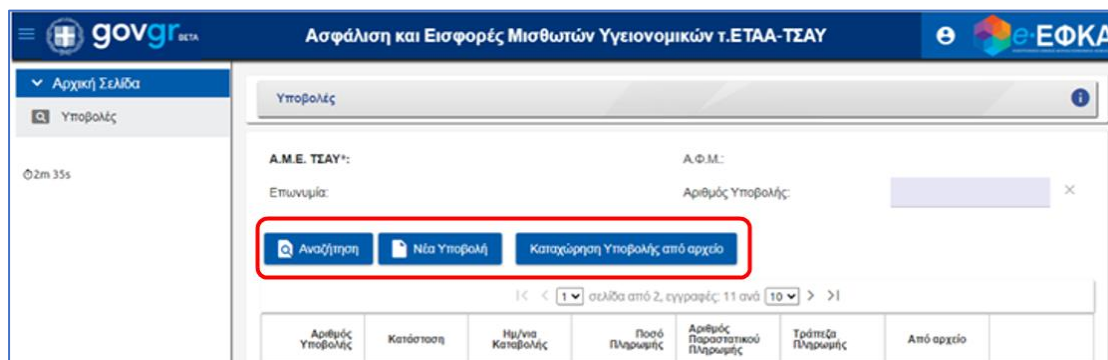 govgr BETA Ασφάλιση και Εισφορές Μισθωτών Υγειονομικών τ.ΕΤΑΑ-ΤΣΑΥ e-ΕΦΚΑ
Αρχική Σελίδα
Υποβολές
2m 35s
Υποβολές
Α.Μ.Ε. ΤΣΑΥ*: Α.Φ.Μ.:
Επωνυμία: Αριθμός Υποβολής:
Αναζήτηση Νέα Υποβολή Καταχώρηση Υποβολής από αρχείο
1 σελίδα από 2, εγγραφές: 11 ανά 10
Αριθμός Υποβολής Κατάσταση Ημ/νια Καταβολής Ποσό Πληρωμής Αριθμός Παραστατικού Πληρωμής Τράπεζα Πληρωμής Από αρχείο